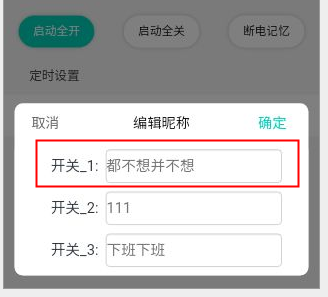 启动全开 启动全关 断电记忆
定时设置
取消 编辑昵称 确定
开关_1: 都不想并不想
开关_2: 111
开关_3: 下班下班